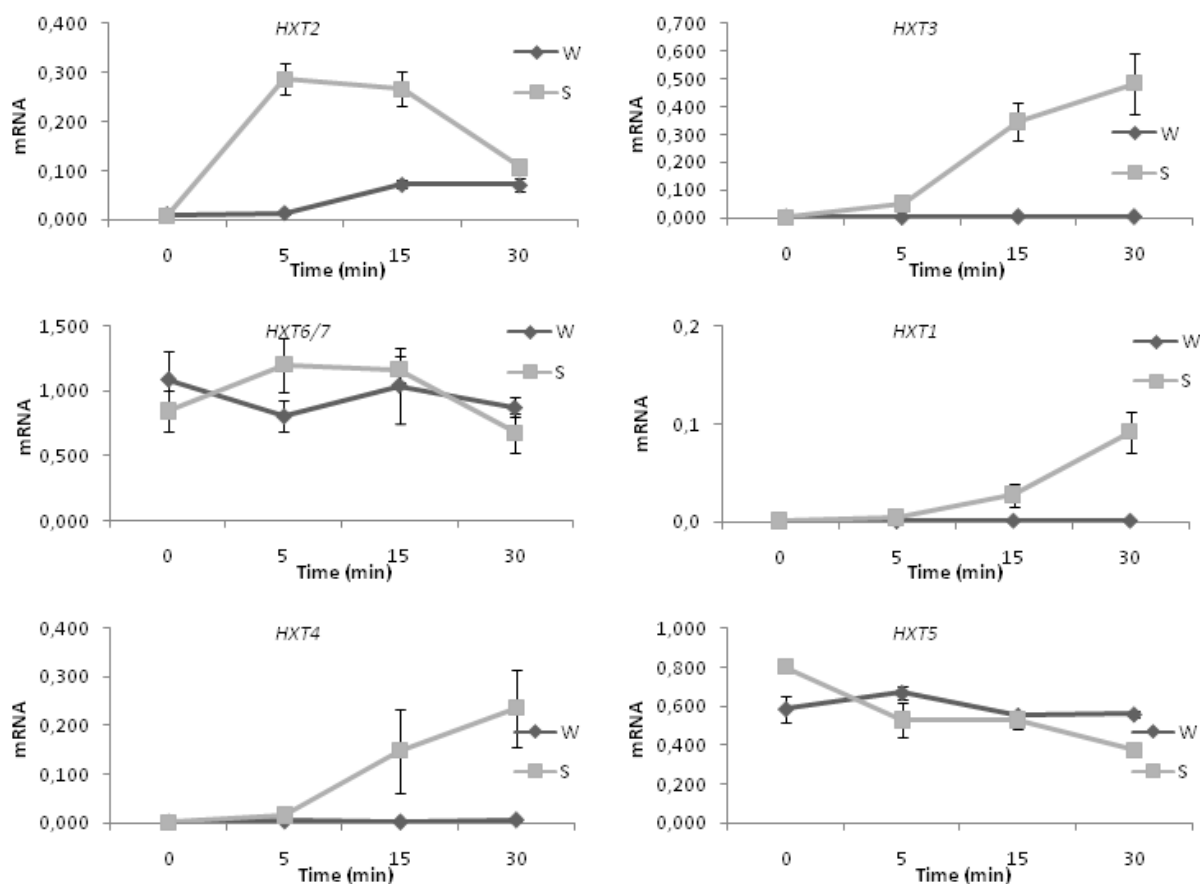 HXT2
0,400
0,300
0,200
0,100
0,000
mRNA
W
S
0 5 15 30
Time (min)
HXT3
0,700
0,600
0,500
0,400
0,300
0,200
0,100
0,000
mRNA
W
S
0 5 15 30
Time (min)
HXT6/7
1,500
1,000
0,500
0,000
mRNA
W
S
0 5 15 30
Time (min)
HXT1
0,2
0,1
0,0
mRNA
W
S
0 5 15 30
Time (min)
HXT4
0,400
0,300
0,200
0,100
0,000
mRNA
W
S
0 5 15 30
Time (min)
HXT5
1,000
0,800
0,600
0,400
0,200
0,000
mRNA
W
S
0 5 15 30
Time (min)